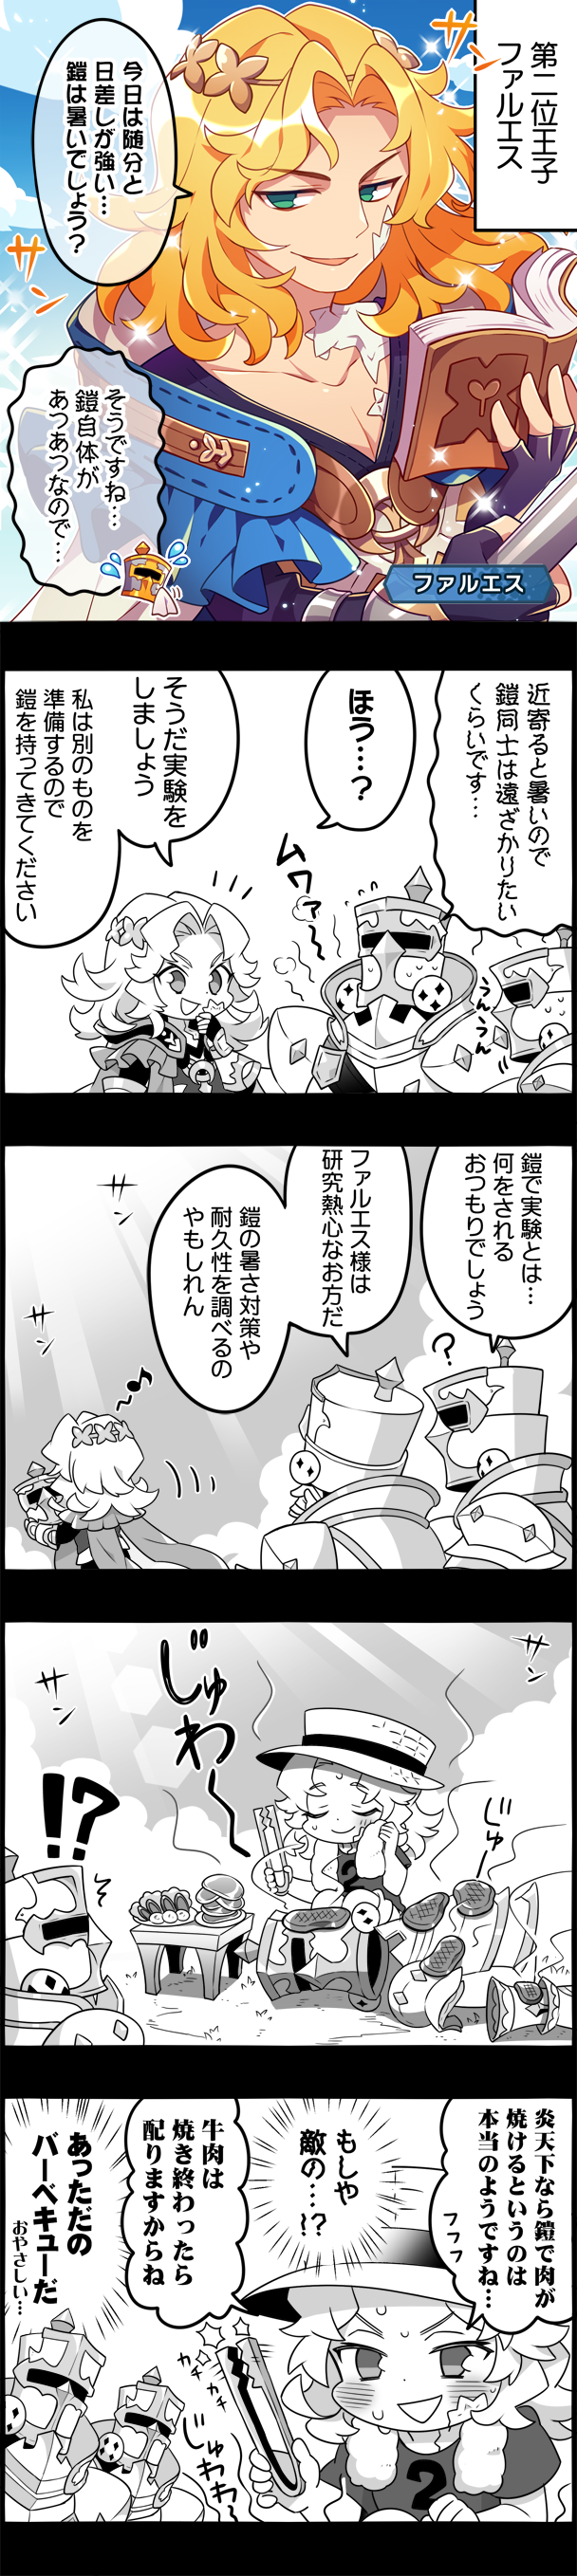 第二位王子
ファルエス
サンッ
今日は随分と
日差しが強い…
鎧は暑いでしょう?
サンッ
そうですね…
鎧自体が
あつあつなので…
ファルエス
近寄ると暑いので
鎧同士は遠ざかりたい
くらいです…
うんうん
ほう…?
ムワァ〜
そうだ実験を
しましょう
私は別のものを
準備するので
鎧を持ってきてください
鎧で実験とは…
何をされる
おつもりでしょう
?
ファルエス様は
研究熱心なお方だ
鎧の暑さ対策や
耐久性を調べるの
やもしれん
〜♪
サンッ
サンッ
サンッ
じゅー
じゅわ〜
サンッ
!?
2
炎天下なら鎧で肉が
焼けるというのは
本当のようですね…
フフフ
もしや
敵の…!?
牛肉は
焼き終わったら
配りますからね
カチカチ
じゅわわ〜
2
あっただの
バーベキューだ
おやさしい…